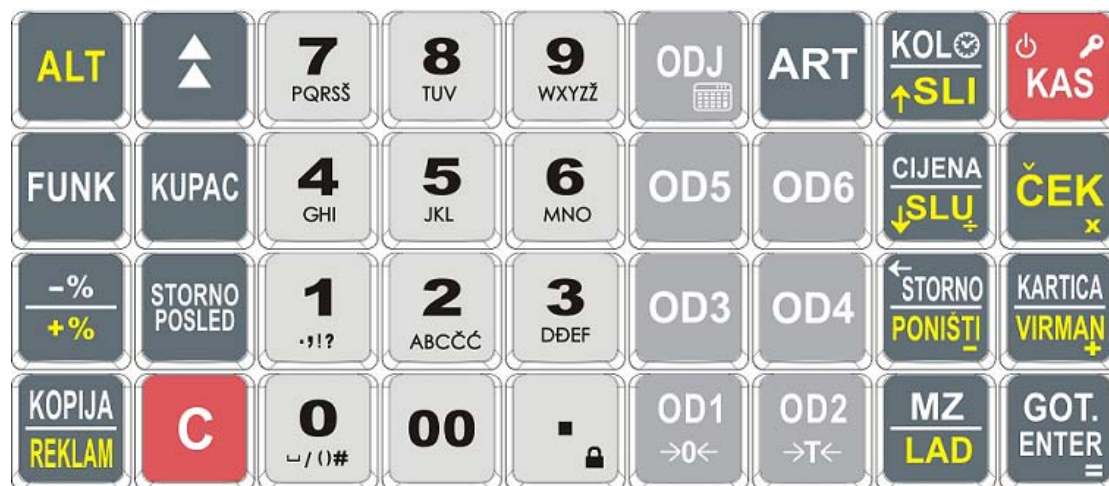 ALT
7
PQRSŠ
8
TUV
9
WXYZŽ
ODJ
ART
KOL
↑SLI
KAS
FUNK
KUPAC
4
GHI
5
JKL
6
MNO
OD5
OD6
CIJENA
↓SLU ÷
ČEK
x
-%
+%
STORNO
POSLED
1
.,!?
2
ABCČĆ
3
DĐEF
OD3
OD4
←STORNO
PONIŠTI
−
KARTICA
VIRMAN
+
KOPIJA
REKLAM
C
0
⎵/()#
00
.
OD1
→0←
OD2
→T←
MZ
LAD
GOT.
ENTER
=